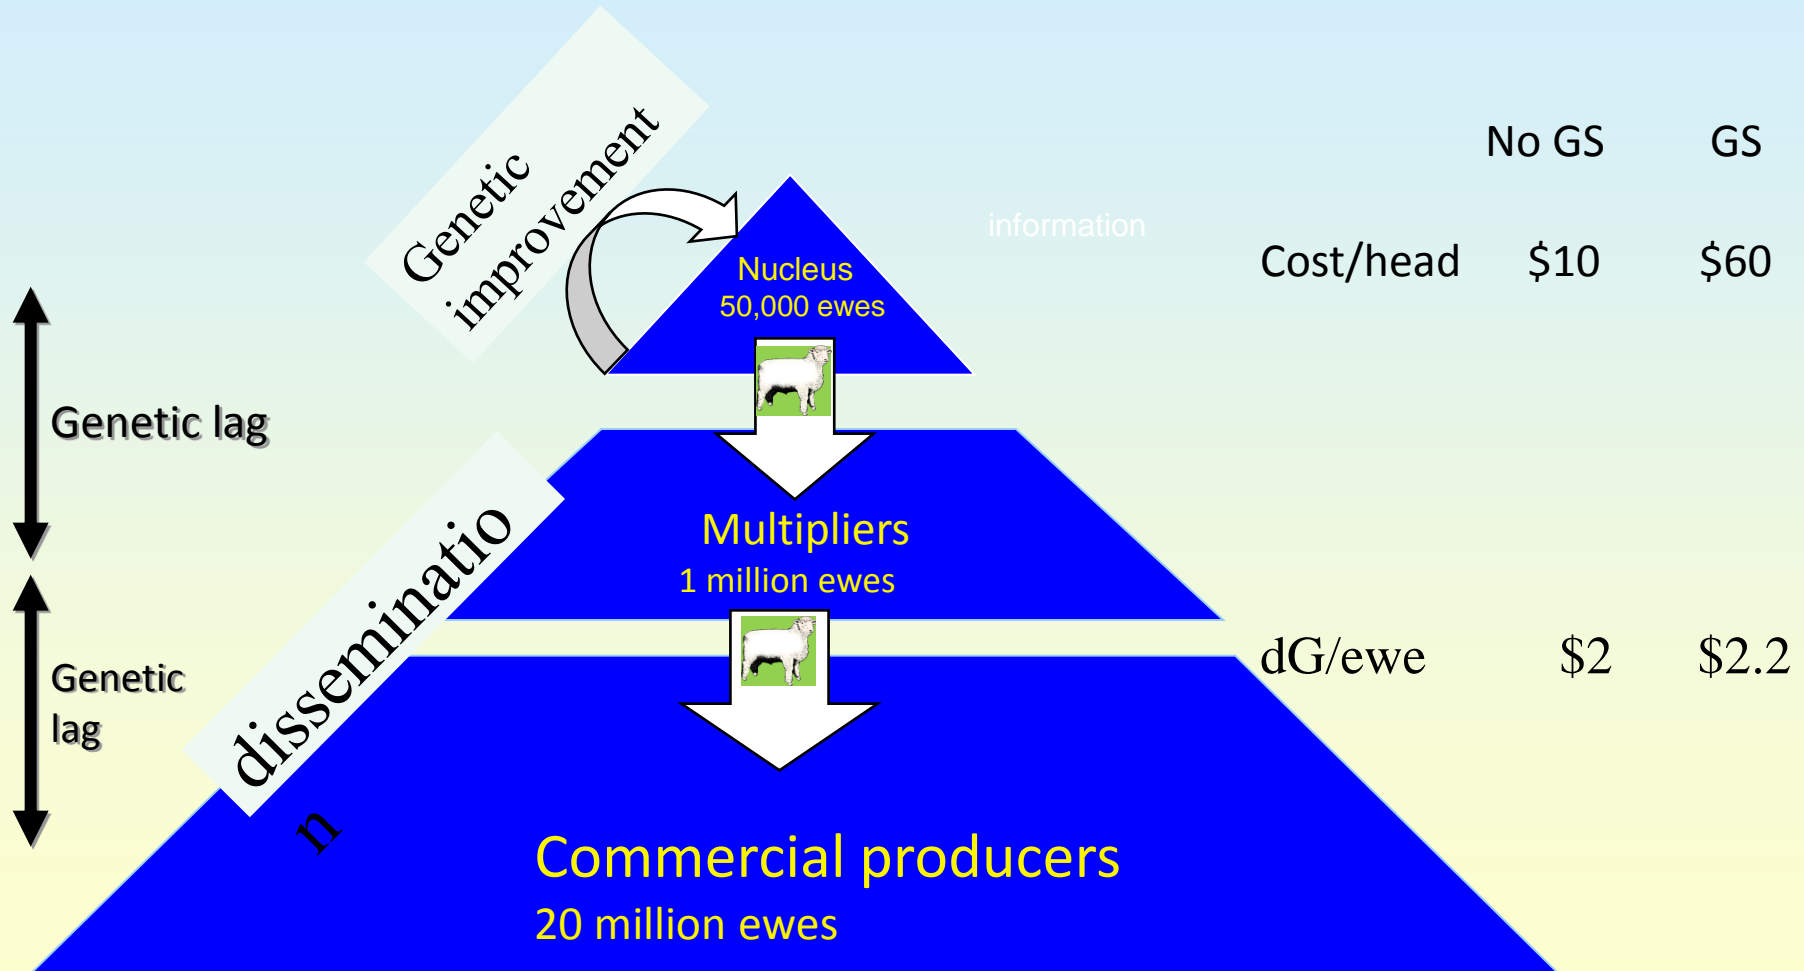 Genetic
improvement
No GS GS
information
Cost/head $10 $60
Nucleus
50,000 ewes
Genetic lag
Multipliers
1 million ewes
disseminatio
n
dG/ewe $2 $2.2
Genetic
lag
Commercial producers
20 million ewes